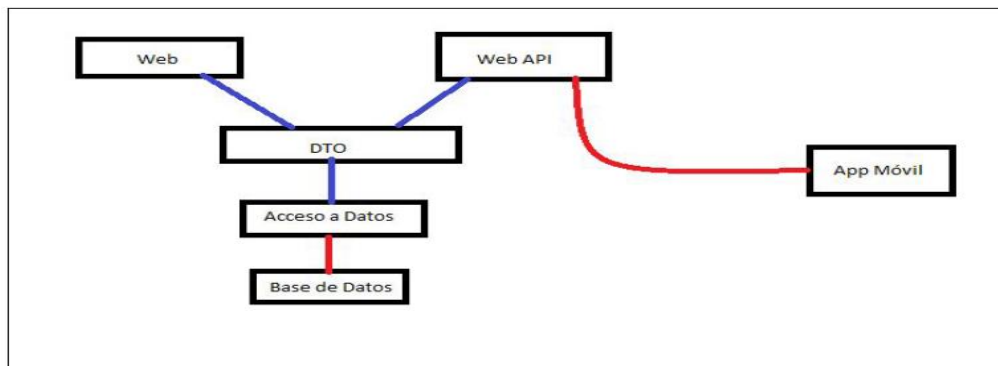 Web
Web API
DTO
App Móvil
Acceso a Datos
Base de Datos